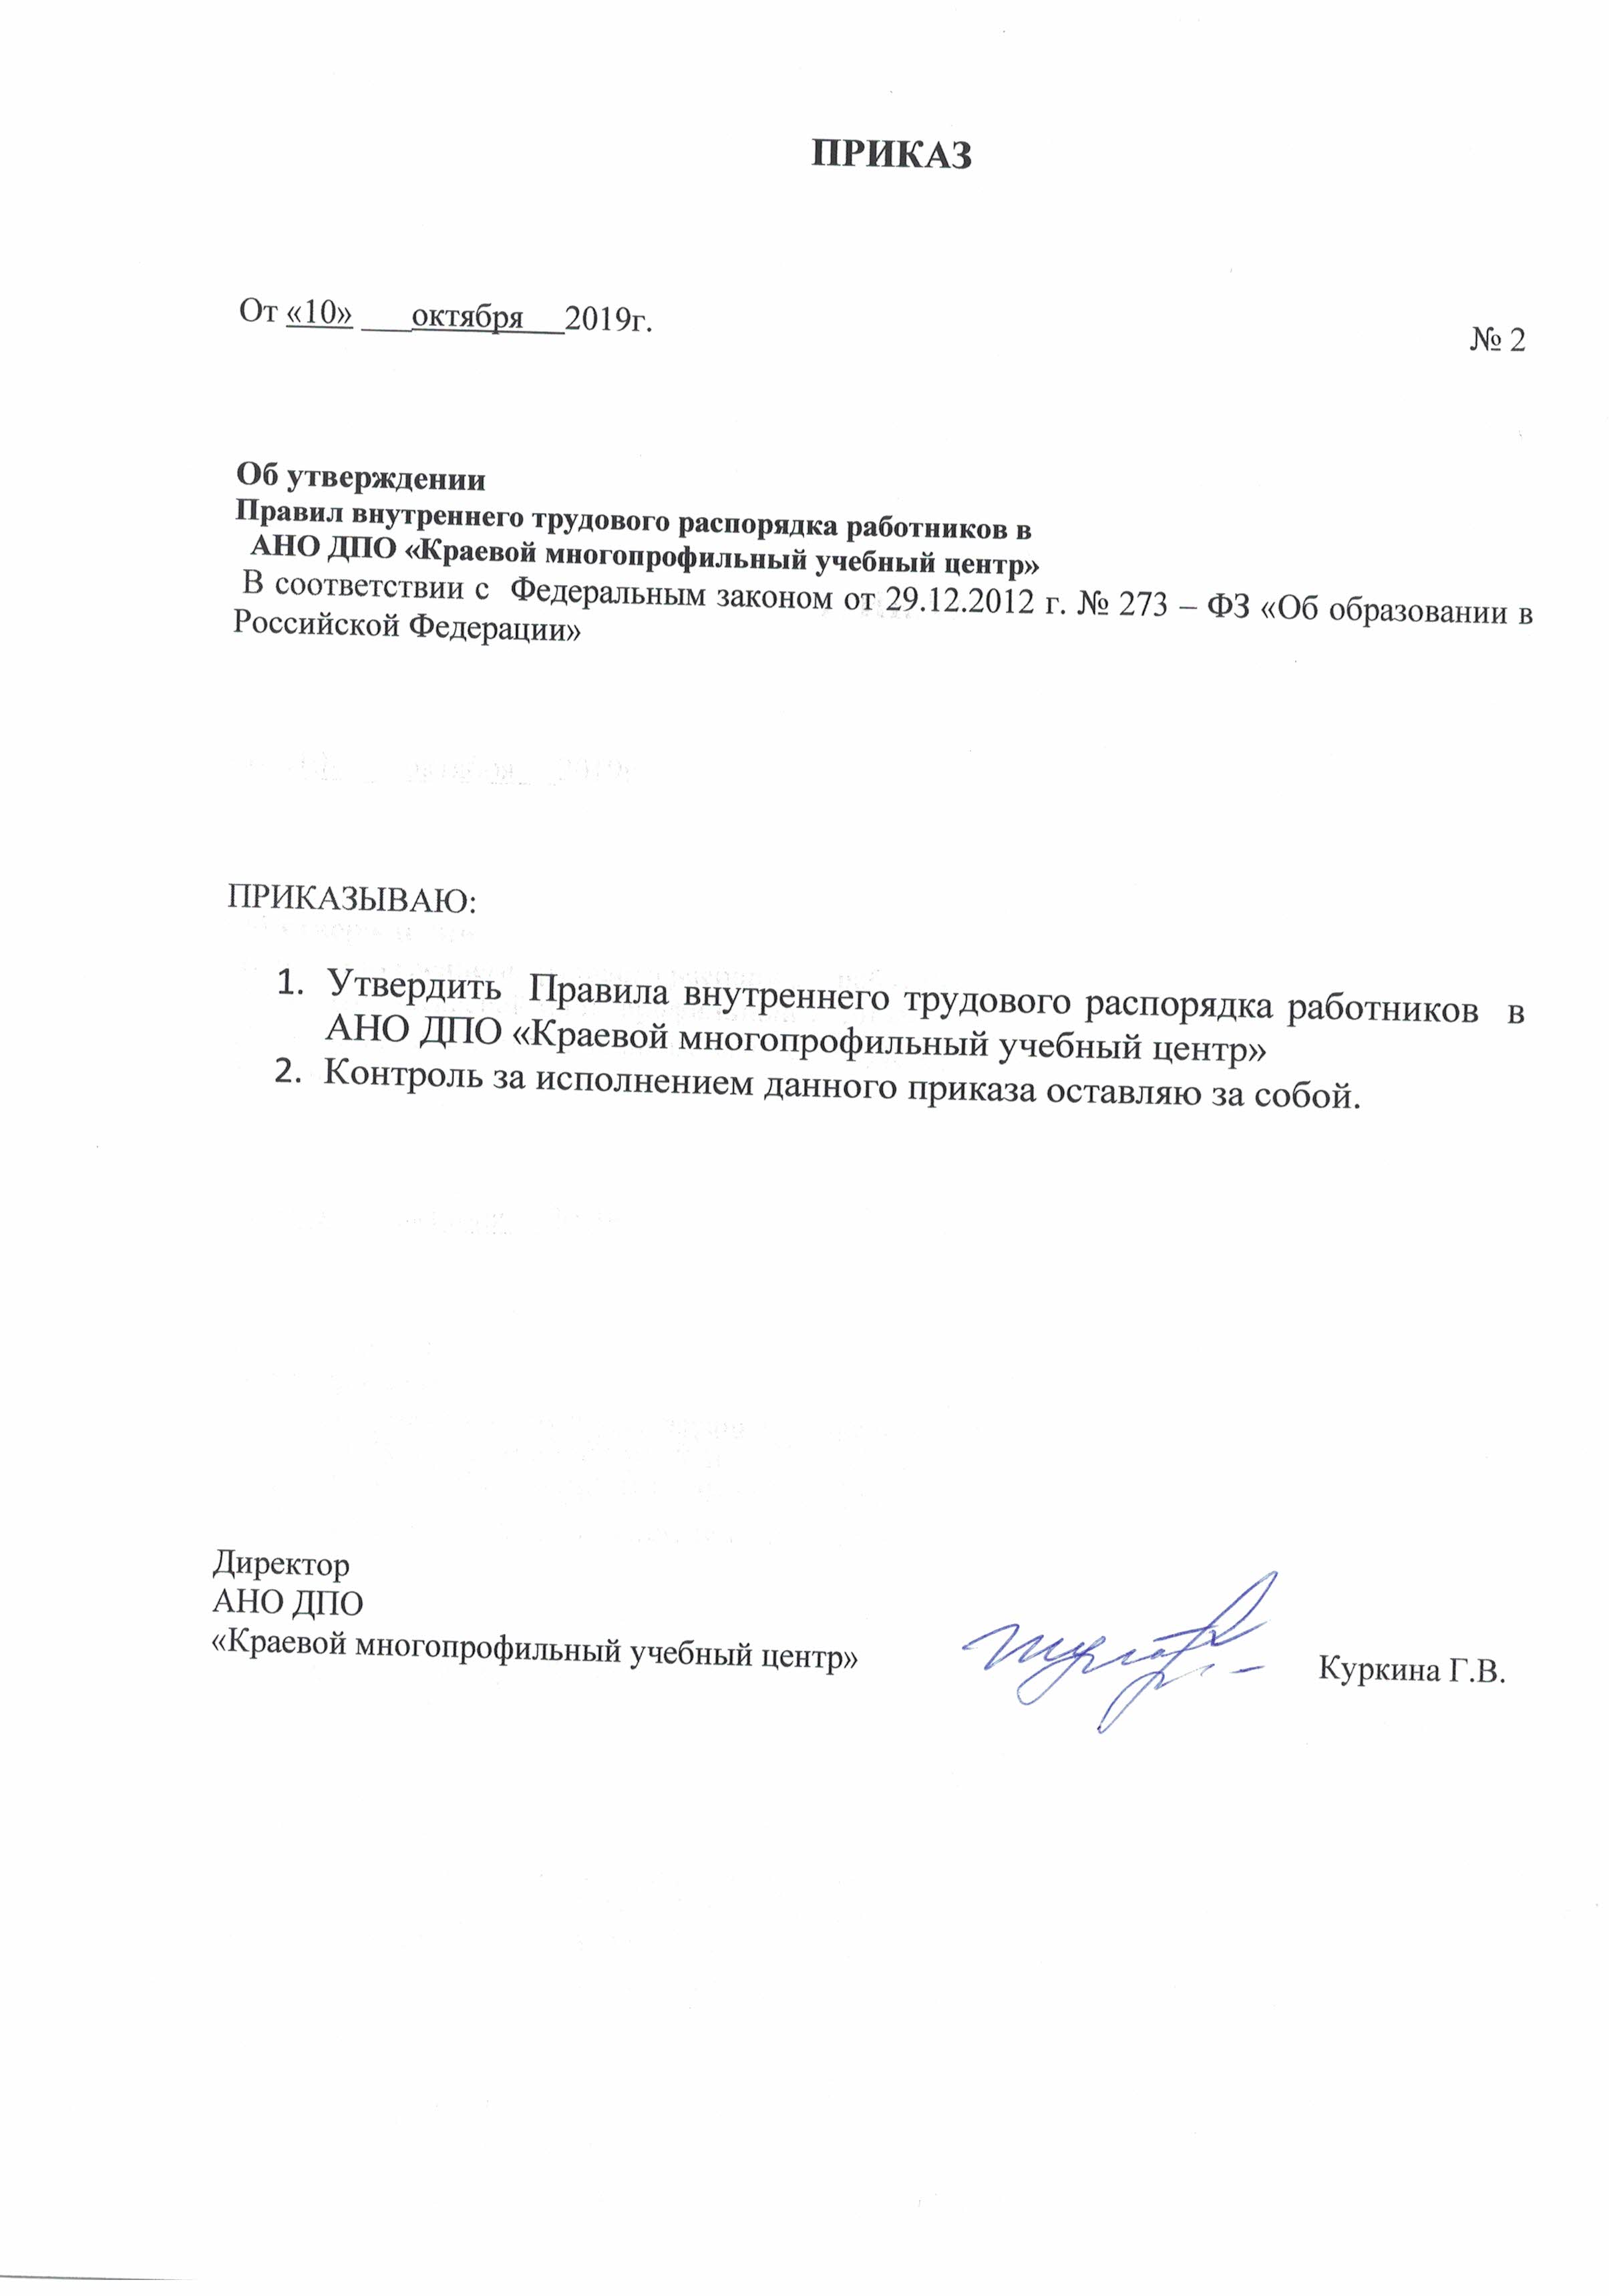 ПРИКАЗ
От «10» ___октября__2019г.
№ 2
Об утверждении
Правил внутреннего трудового распорядка работников в
АНО ДПО «Краевой многопрофильный учебный центр»
В соответствии с Федеральным законом от 29.12.2012 г. № 273 – ФЗ «Об образовании в
Российской Федерации»
ПРИКАЗЫВАЮ:
1. Утвердить Правила внутреннего трудового распорядка работников в
АНО ДПО «Краевой многопрофильный учебный центр»
2. Контроль за исполнением данного приказа оставляю за собой.
Директор
АНО ДПО
«Краевой многопрофильный учебный центр»
Куркина Г.В.